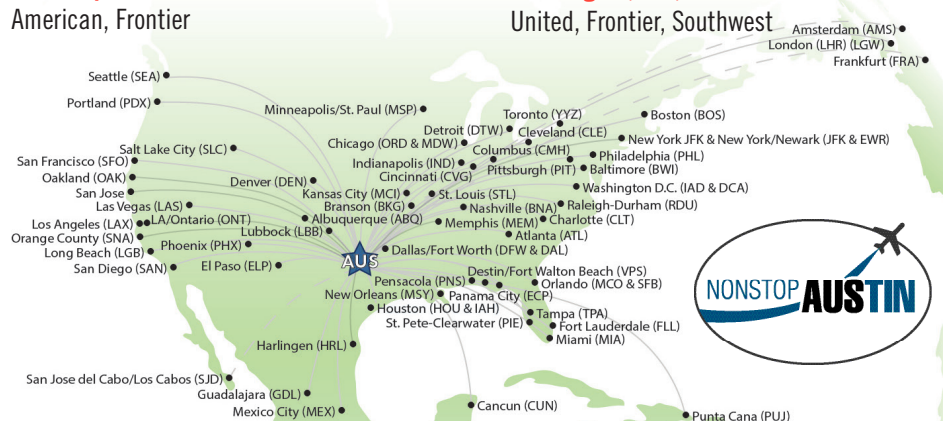 American, Frontier
United, Frontier, Southwest
Amsterdam (AMS)
London (LHR) (LGW)
Frankfurt (FRA)
Seattle (SEA)
Portland (PDX)
Minneapolis/St. Paul (MSP)
Toronto (YYZ)
Boston (BOS)
Detroit (DTW)
Cleveland (CLE)
New York JFK & New York/Newark (JFK & EWR)
Chicago (ORD & MDW)
Columbus (CMH)
Salt Lake City (SLC)
Philadelphia (PHL)
San Francisco (SFO)
Indianapolis (IND)
Pittsburgh (PIT)
Baltimore (BWI)
Oakland (OAK)
Cincinnati (CVG)
Denver (DEN)
Washington D.C. (IAD & DCA)
San Jose
Kansas City (MCI)
St. Louis (STL)
Las Vegas (LAS)
Branson (BKG)
Nashville (BNA)
Raleigh-Durham (RDU)
Los Angeles (LAX)
LA/Ontario (ONT)
Albuquerque (ABQ)
Memphis (MEM)
Charlotte (CLT)
Lubbock (LBB)
Orange County (SNA)
Atlanta (ATL)
Phoenix (PHX)
Long Beach (LGB)
Dallas/Fort Worth (DFW & DAL)
AUS
San Diego (SAN)
El Paso (ELP)
Destin/Fort Walton Beach (VPS)
Pensacola (PNS)
Orlando (MCO & SFB)
New Orleans (MSY)
Panama City (ECP)
Houston (HOU & IAH)
Tampa (TPA)
St. Pete-Clearwater (PIE)
Fort Lauderdale (FLL)
Miami (MIA)
Harlingen (HRL)
NONSTOP AUSTIN
San Jose del Cabo/Los Cabos (SJD)
Guadalajara (GDL)
Mexico City (MEX)
Cancun (CUN)
Punta Cana (PUJ)